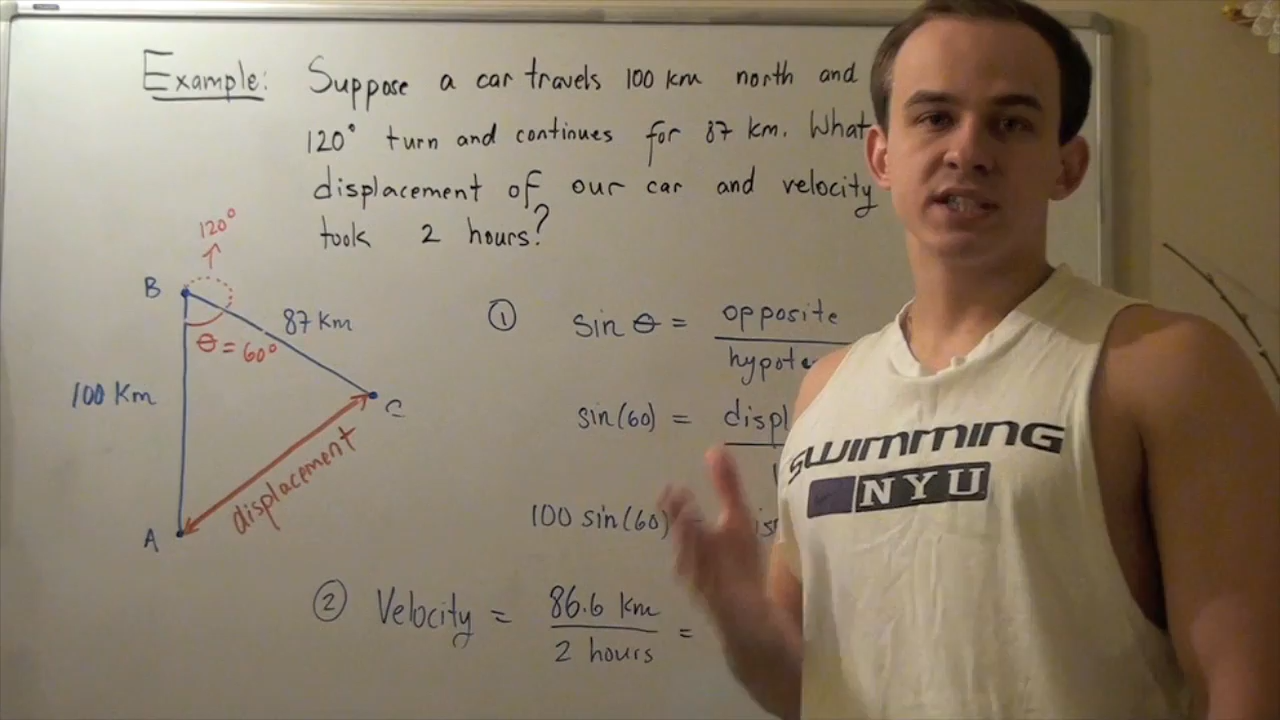 Example: Suppose a car travels 100 km north and
120° turn and continues for 87 km. What
displacement of our car and velocity
took 2 hours?
120°
B
87 Km
θ = 60°
100 Km
C
displacement
A
① sin θ = opposite
hypote
sin(60) = displ
100 sin(60)
② Velocity = 86.6 km
2 hours =
SWIMMING
NYU